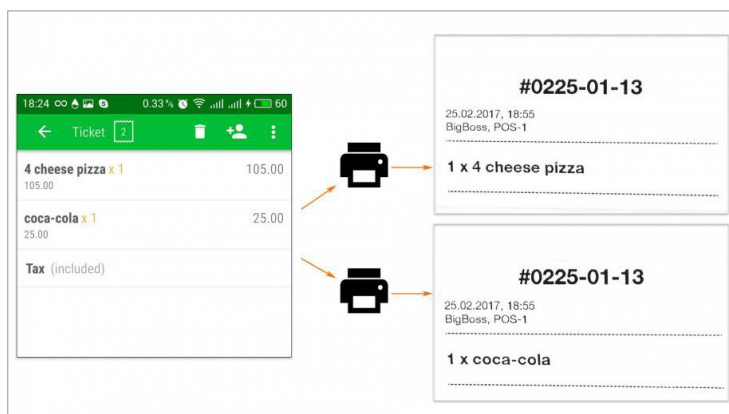 18:24 0.33% 60
Ticket 2
4 cheese pizza x 1 105.00
105.00
coca-cola x 1 25.00
25.00
Tax (included)
#0225-01-13
25.02.2017, 18:55
BigBoss, POS-1
1 x 4 cheese pizza
#0225-01-13
25.02.2017, 18:55
BigBoss, POS-1
1 x coca-cola